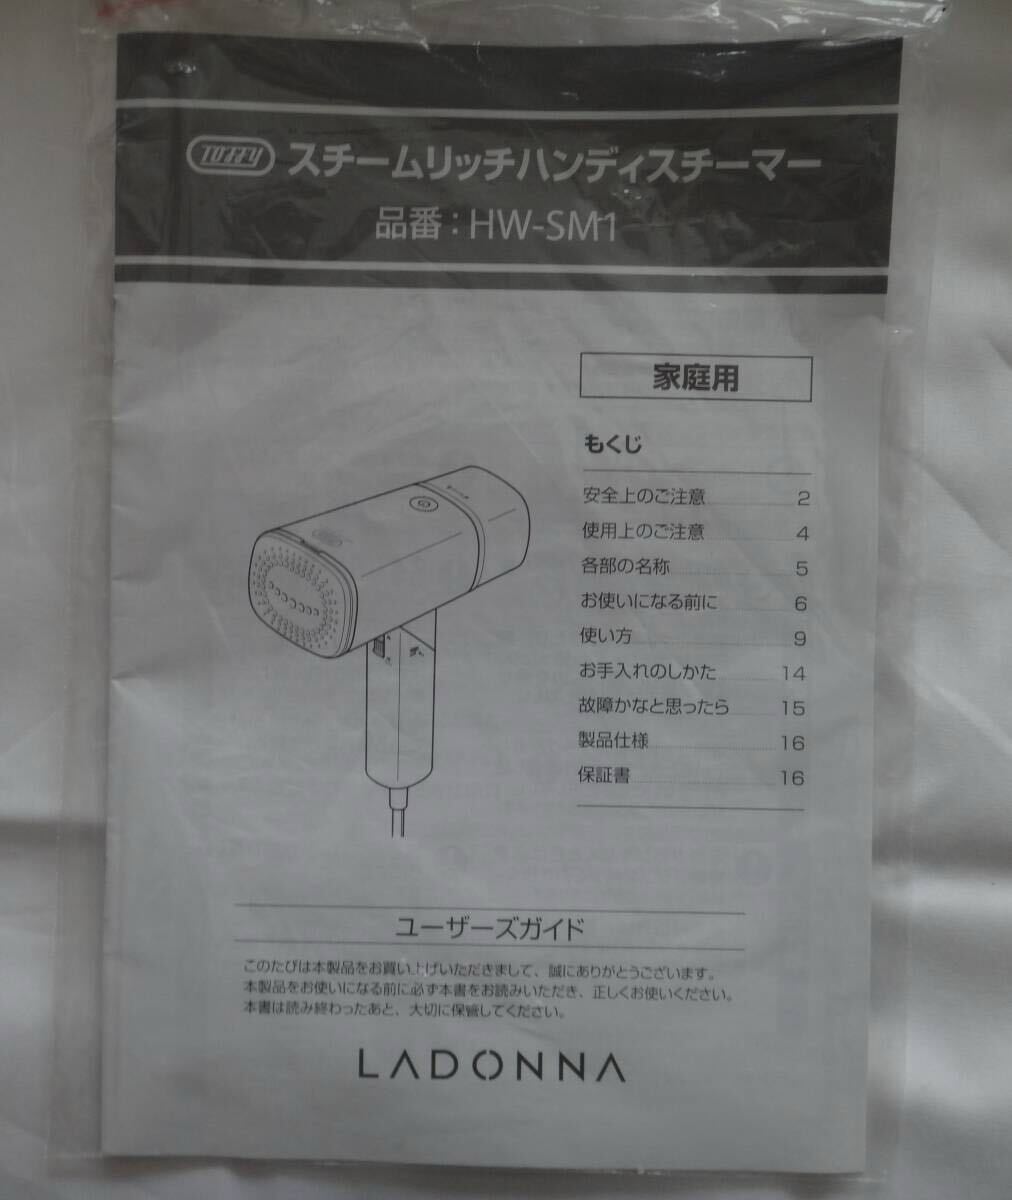 TOFFY スチームリッチハンディスチーマー
品番：HW-SM1
家庭用
もくじ
安全上のご注意 2
使用上のご注意 4
各部の名称 5
お使いになる前に 6
使い方 9
お手入れのしかた 14
故障かなと思ったら 15
製品仕様 16
保証書 16
ユーザーズガイド
このたびは本製品をお買い上げいただきまして、誠にありがとうございます。
本製品をお使いになる前に必ず本書をお読みいただき、正しくお使いください。
本書は読み終わったあと、大切に保管してください。
LADONNA